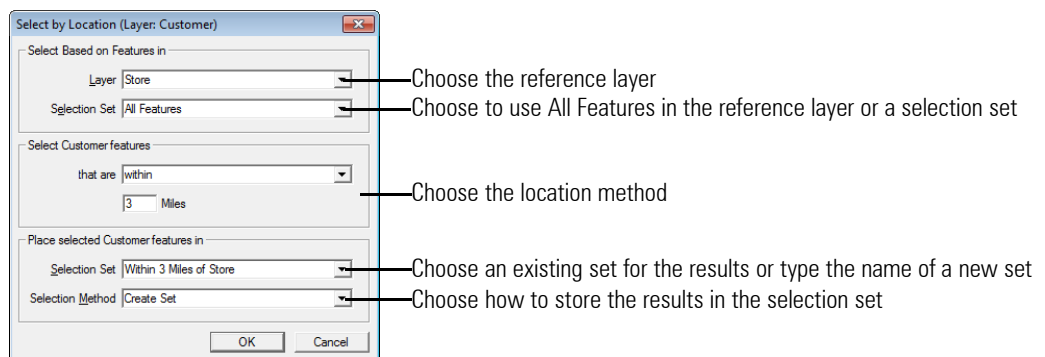 Select by Location (Layer: Customer)
Select Based on Features in
Layer Store
Choose the reference layer
Selection Set All Features
Choose to use All Features in the reference layer or a selection set
Select Customer features
that are within
Choose the location method
3 Miles
Place selected Customer features in
Selection Set Within 3 Miles of Store
Choose an existing set for the results or type the name of a new set
Selection Method Create Set
Choose how to store the results in the selection set
OK Cancel